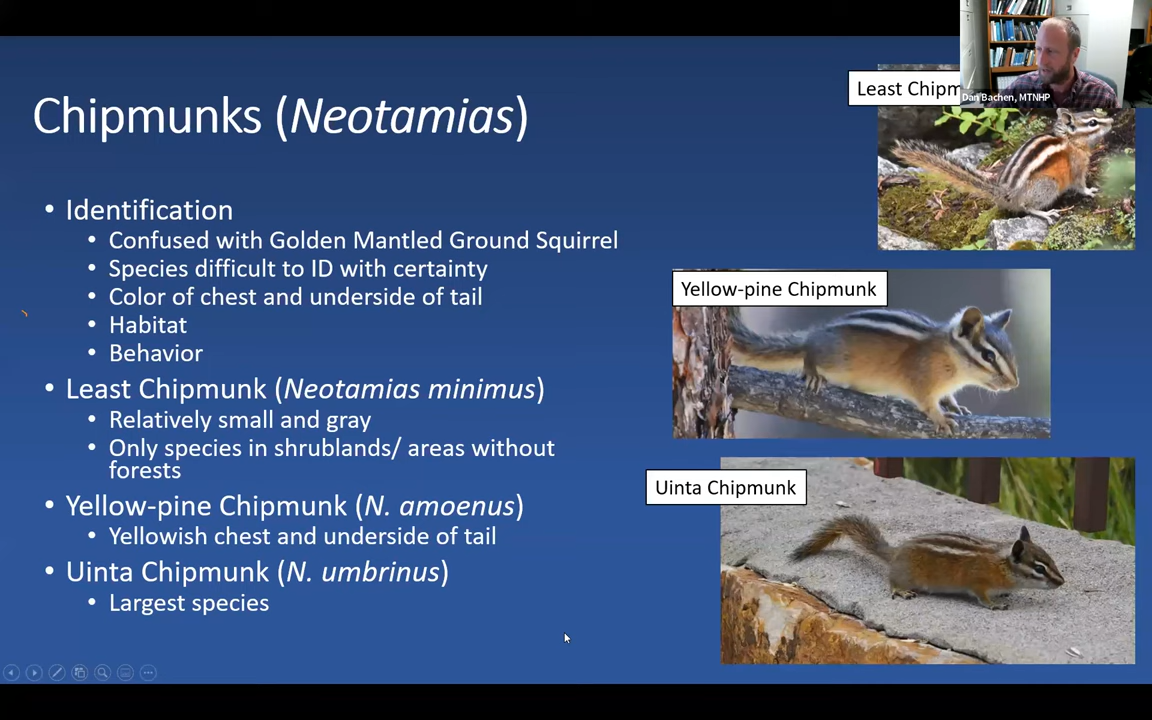 Chipmunks (Neotamias)
• Identification
• Confused with Golden Mantled Ground Squirrel
• Species difficult to ID with certainty
• Color of chest and underside of tail
• Habitat
• Behavior
• Least Chipmunk (Neotamias minimus)
• Relatively small and gray
• Only species in shrublands/ areas without
forests
• Yellow-pine Chipmunk (N. amoenus)
• Yellowish chest and underside of tail
• Uinta Chipmunk (N. umbrinus)
• Largest species
Least Chipm
Dan Bachen, MTNHP
Yellow-pine Chipmunk
Uinta Chipmunk